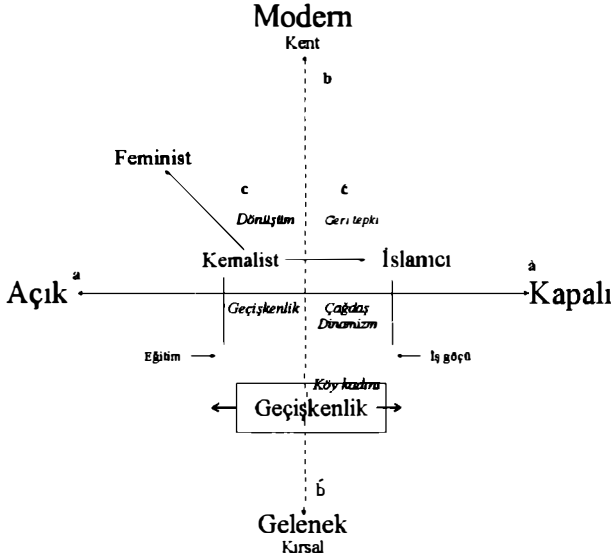 Modern
Kent
b
Feminist
c
ć
Dönüşüm
Geri tepki
Kemalist
İslamcı
a
á
Açık
Kapalı
Geçişkenlik
Çağdaş
Dinamizm
Eğitim
İş göçü
Köy kadını
Geçişkenlik
b́
Gelenek
Kırsal